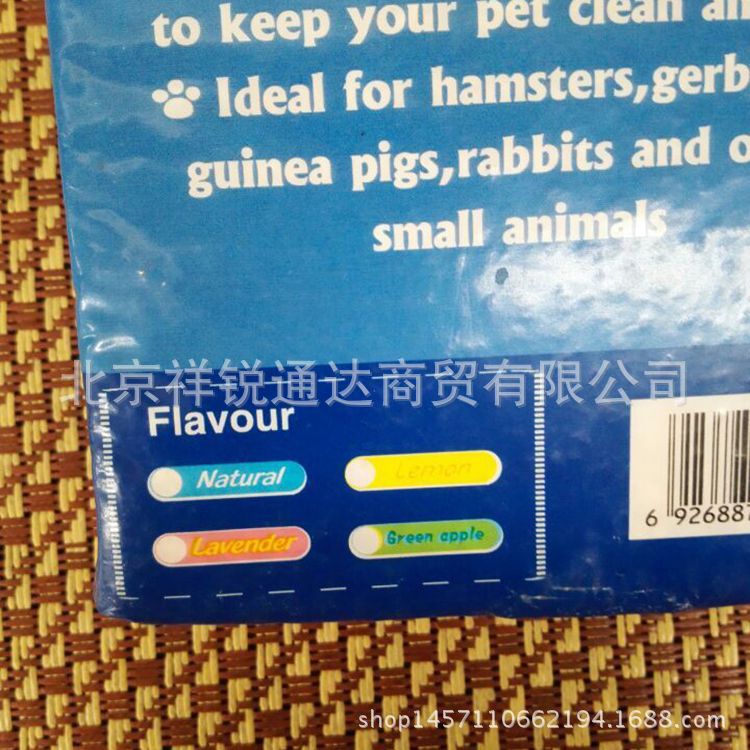 to keep your pet clean an
Ideal for hamsters,gerb
guinea pigs,rabbits and o
small animals
北京祥锐通达商贸有限公司
Flavour
Natural
Lemon
Lavender
Green apple
6 926887
shop1457110662194.1688.com